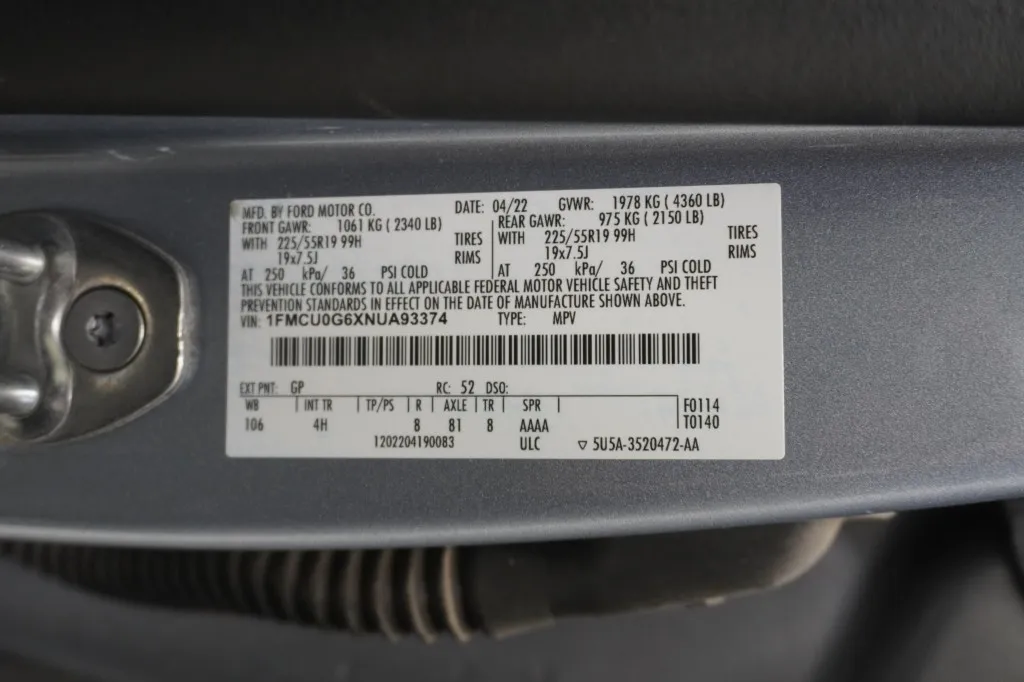 MFD. BY FORD MOTOR CO. DATE: 04/22 GVWR: 1978 KG ( 4360 LB)
FRONT GAWR: 1061 KG ( 2340 LB) REAR GAWR: 975 KG ( 2150 LB)
WITH 225/55R19 99H TIRES WITH 225/55R19 99H TIRES
19x7.5J RIMS 19x7.5J RIMS
AT 250 kPa/ 36 PSI COLD AT 250 kPa/ 36 PSI COLD
THIS VEHICLE CONFORMS TO ALL APPLICABLE FEDERAL MOTOR VEHICLE SAFETY AND THEFT
PREVENTION STANDARDS IN EFFECT ON THE DATE OF MANUFACTURE SHOWN ABOVE.
VIN: 1FMCU0G6XNUA93374 TYPE: MPV
EXT PNT: GP RC: 52 DSO:
WB INT TR TP/PS R AXLE TR SPR F0114
106 4H 8 81 8 AAAA T0140
1202204190083 ULC ▽ 5U5A-3520472-AA